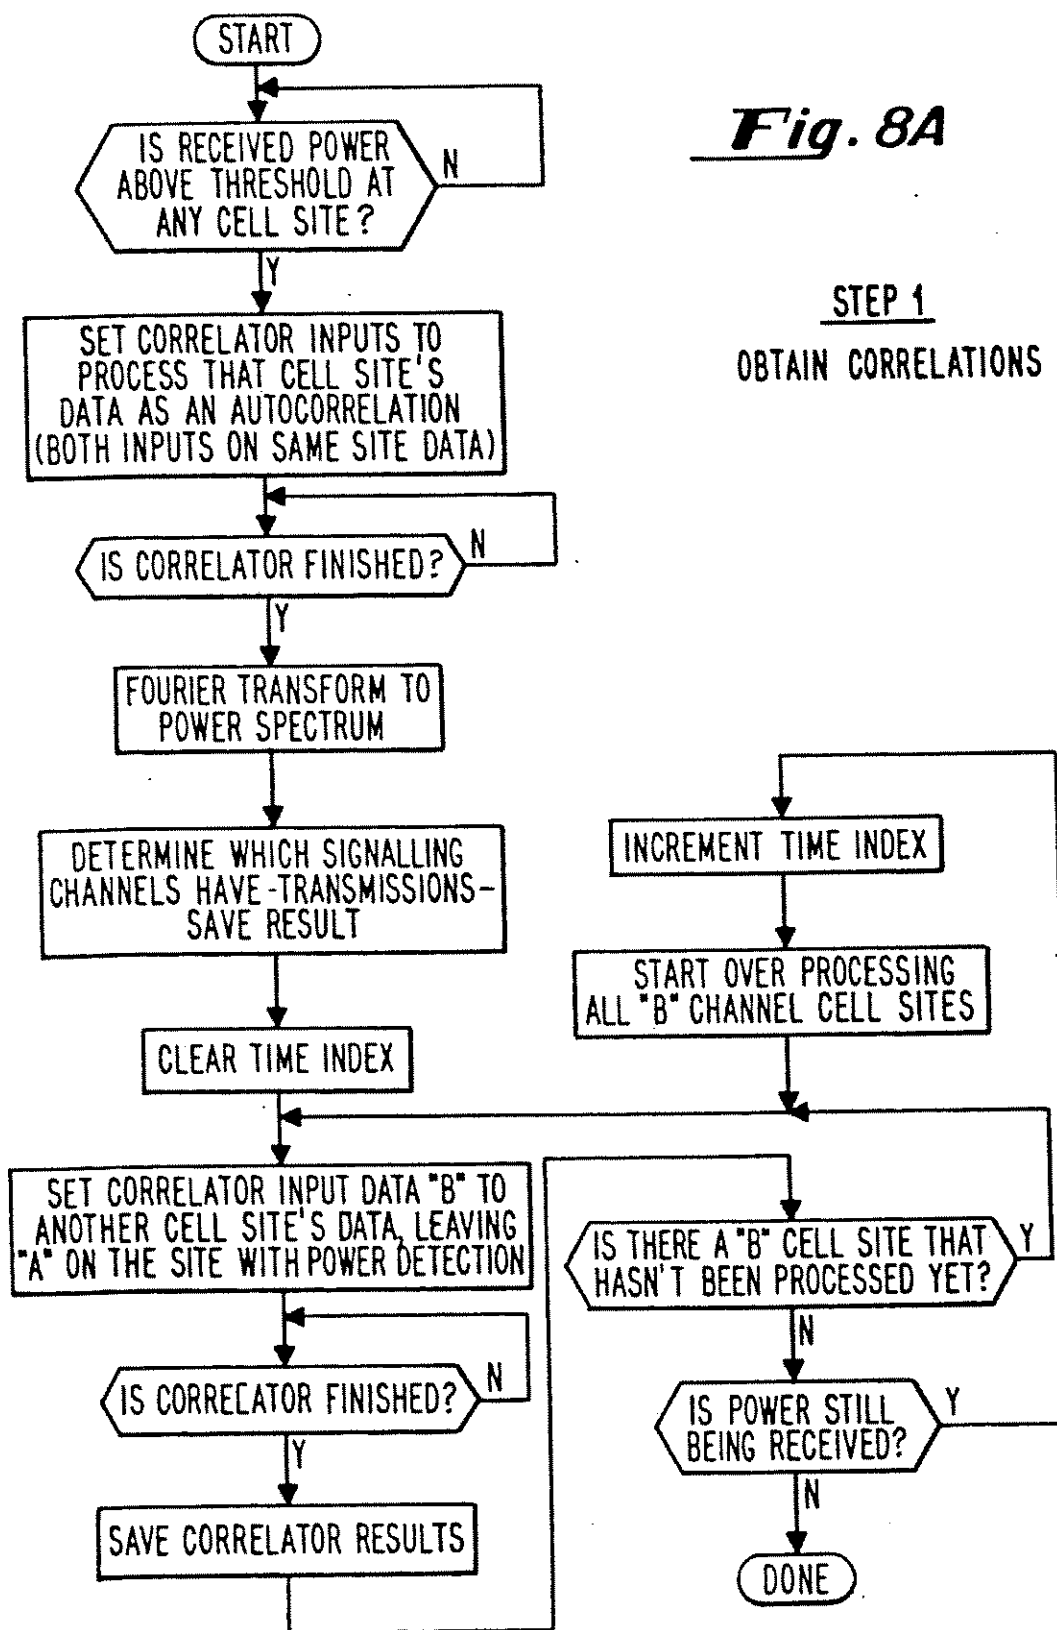 START
Fig. 8A
IS RECEIVED POWER
ABOVE THRESHOLD AT
ANY CELL SITE?
N
Y
STEP 1
OBTAIN CORRELATIONS
SET CORRELATOR INPUTS TO
PROCESS THAT CELL SITE'S
DATA AS AN AUTOCORRELATION
(BOTH INPUTS ON SAME SITE DATA)
IS CORRELATOR FINISHED?
N
Y
FOURIER TRANSFORM TO
POWER SPECTRUM
DETERMINE WHICH SIGNALLING
CHANNELS HAVE-TRANSMISSIONS-
SAVE RESULT
CLEAR TIME INDEX
INCREMENT TIME INDEX
START OVER PROCESSING
ALL "B" CHANNEL CELL SITES
SET CORRELATOR INPUT DATA "B" TO
ANOTHER CELL SITE'S DATA, LEAVING
"A" ON THE SITE WITH POWER DETECTION
IS CORRELATOR FINISHED?
N
Y
SAVE CORRELATOR RESULTS
IS THERE A "B" CELL SITE THAT
HASN'T BEEN PROCESSED YET?
Y
N
IS POWER STILL
BEING RECEIVED?
Y
N
DONE